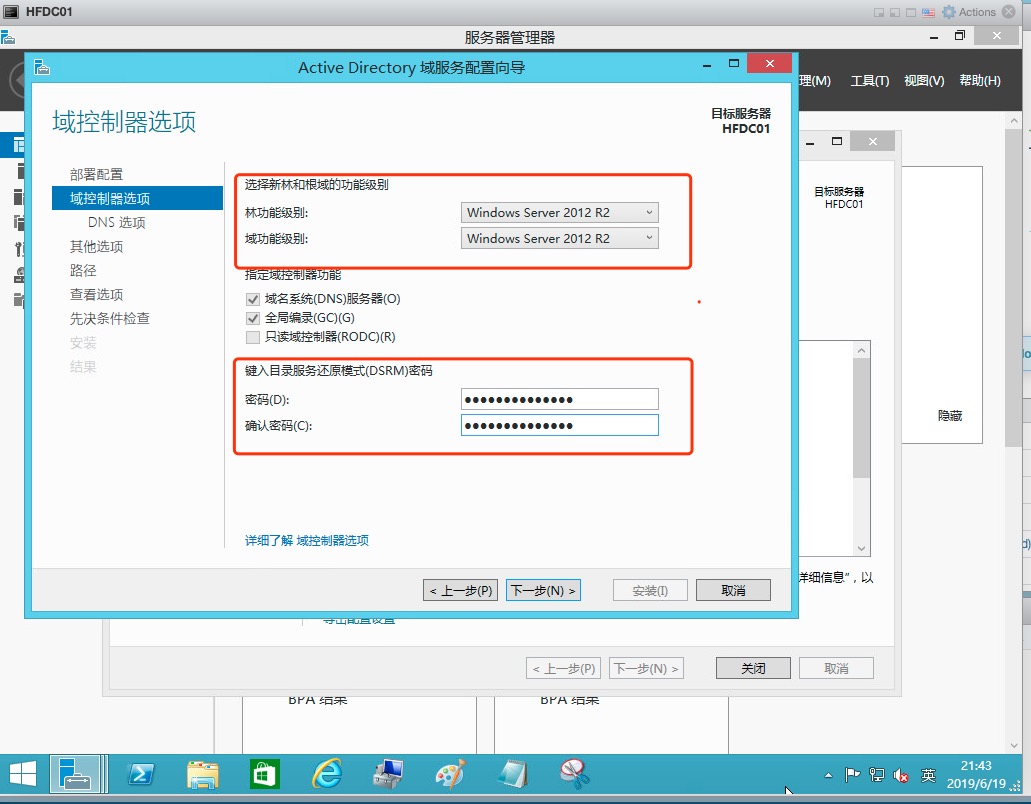 HFDC01
Actions
服务器管理器
理(M) 工具(T) 视图(V) 帮助(H)
Active Directory 域服务配置向导
域控制器选项
目标服务器
HFDC01
部署配置
域控制器选项
DNS 选项
其他选项
路径
查看选项
先决条件检查
安装
结果
选择新林和根域的功能级别
林功能级别: Windows Server 2012 R2
域功能级别: Windows Server 2012 R2
指定域控制器功能
域名系统(DNS)服务器(O)
全局编录(GC)(G)
只读域控制器(RODC)(R)
键入目录服务还原模式(DSRM)密码
密码(D): ●●●●●●●●●●●●●●
确认密码(C): ●●●●●●●●●●●●●●
详细了解 域控制器选项
< 上一步(P) 下一步(N) > 安装(I) 取消
目标服务器
HFDC01
隐藏
详细信息"，以
导出配置设置
< 上一步(P) 下一步(N) > 关闭 取消
BPA 结果 BPA 结果
英
21:43
2019/6/19